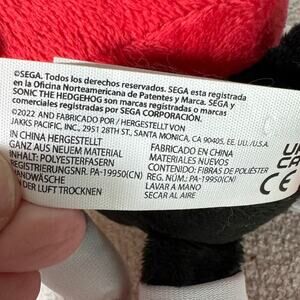 ©SEGA. Todos los derechos reservados. SEGA esta registrada
en la Oficina Norteamericana de Patentes y Marca. SEGA y
SONIC THE HEDGEHOG son marcas registradas o marcas
comerciales registradas por SEGA CORPORACIÓN.
©2022 AND FABRICADO POR / HERGESTELLT VON
JAKKS PACIFIC, INC., 2951 28TH ST., SANTA MONICA, CA 90405, EE. UU./U.S.A.
IN CHINA HERGESTELLT
GANZ AUS NEUEM MATERIAL
INHALT: POLYESTERFASERN
REGISTRIERUNGSNR. PA-19950(CN)
HANDWÄSCHE
DER LUFT TROCKNEN
FABRICADO EN CHINA
MATERIALES NUEVOS
CONTENIDO: FIBRAS DE POLIÉSTER
REG. NÚM.: PA-19950(CN)
LAVAR A MANO
SECAR AL AIRE
UK
CA
CE